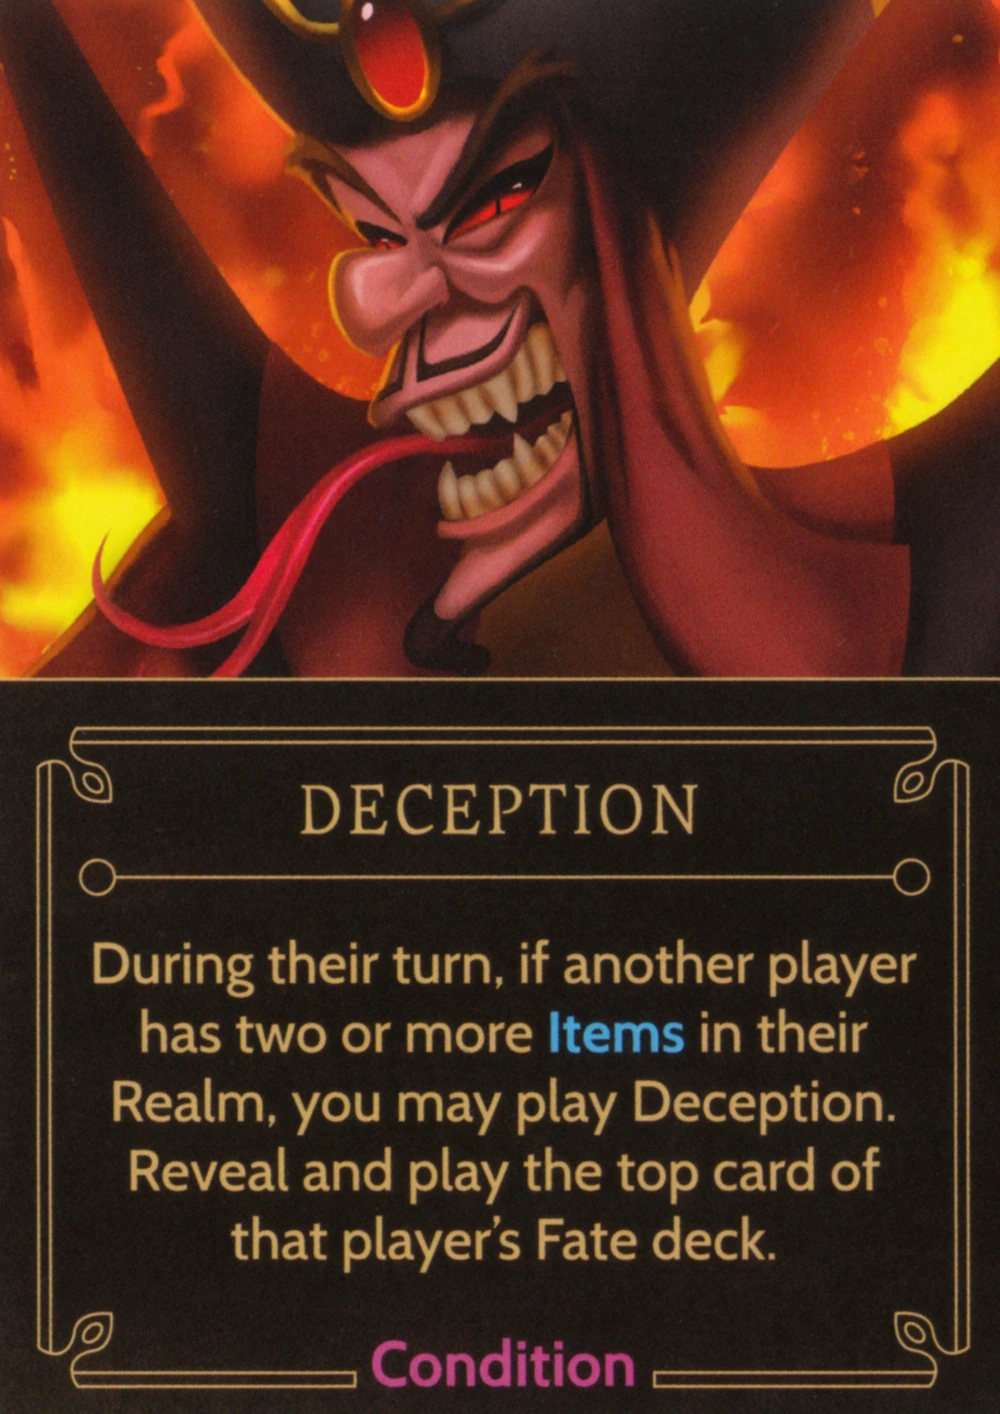 DECEPTION
During their turn, if another player
has two or more Items in their
Realm, you may play Deception.
Reveal and play the top card of
that player's Fate deck.
Condition